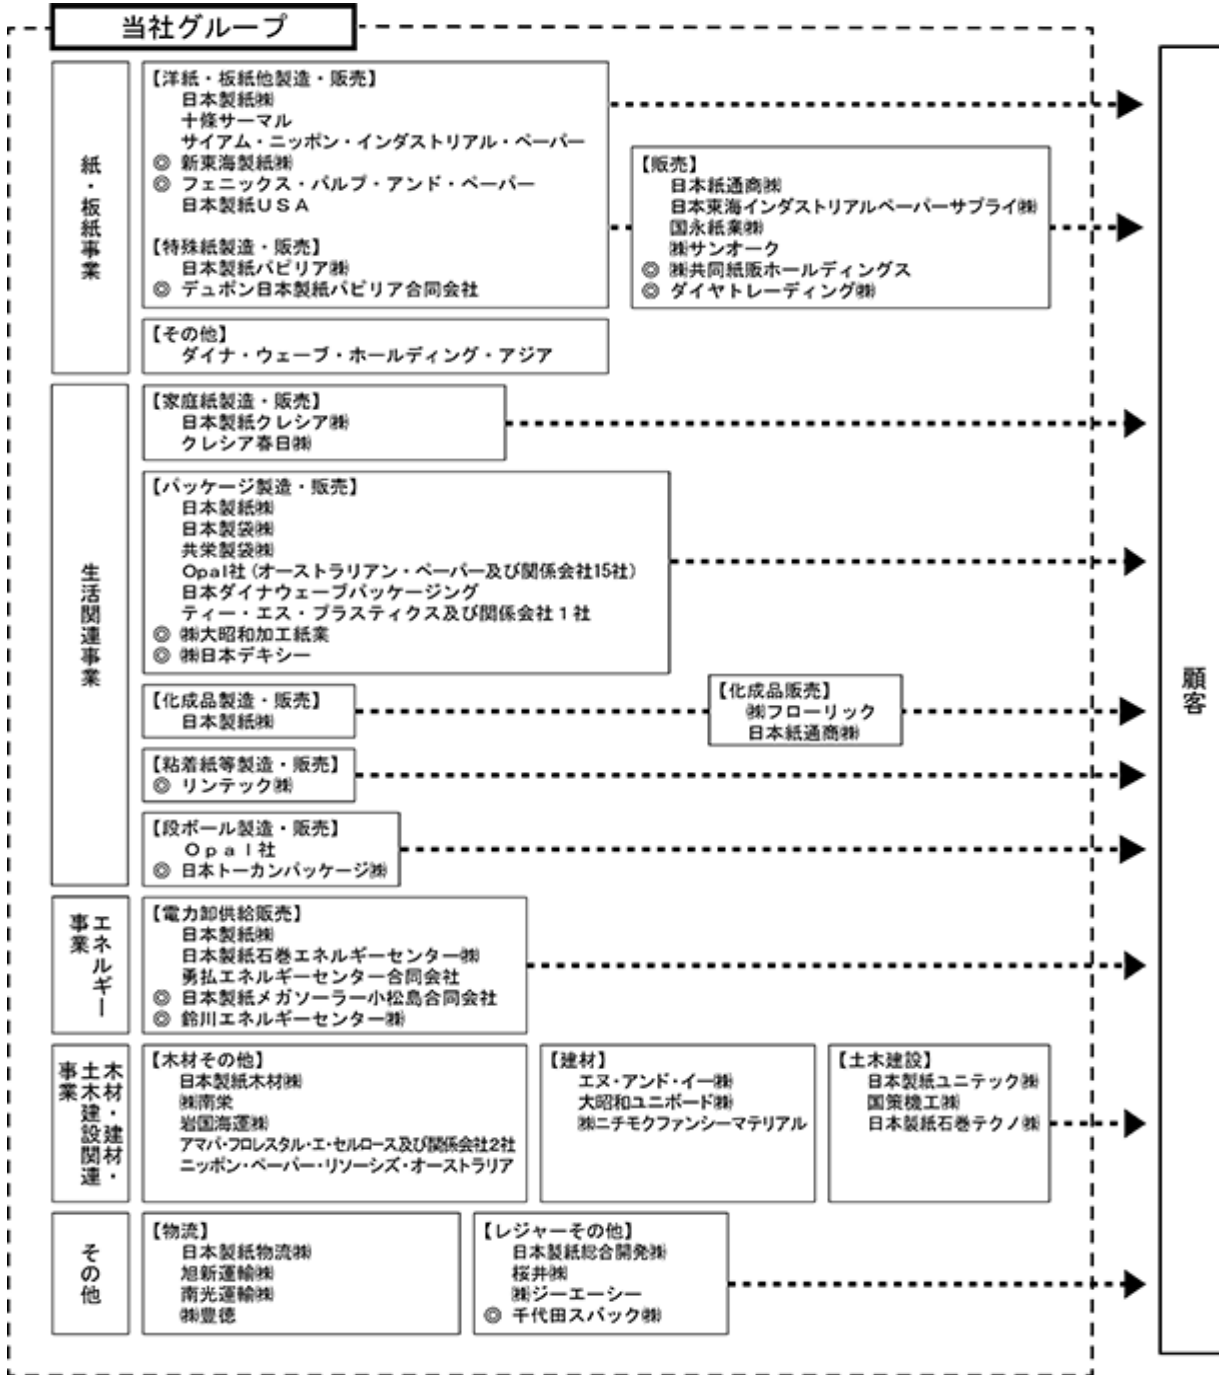 当社グループ
紙・板紙事業
【洋紙・板紙他製造・販売】
日本製紙㈱
十條サーマル
サイアム・ニッポン・インダストリアル・ペーパー
◎ 新東海製紙㈱
◎ フェニックス・パルプ・アンド・ペーパー
日本製紙ＵＳＡ
【特殊紙製造・販売】
日本製紙パピリア㈱
◎ デュポン日本製紙パピリア合同会社
【販売】
日本紙通商㈱
日本東海インダストリアルペーパーサプライ㈱
国永紙業㈱
㈱サンオーク
◎ ㈱共同紙販ホールディングス
◎ ダイヤトレーディング㈱
【その他】
ダイナ・ウェーブ・ホールディング・アジア
生活関連事業
【家庭紙製造・販売】
日本製紙クレシア㈱
クレシア春日㈱
【パッケージ製造・販売】
日本製紙㈱
日本製袋㈱
共栄製袋㈱
Opal社(オーストラリアン・ペーパー及び関係会社15社)
日本ダイナウェーブパッケージング
ティー・エス・プラスティクス及び関係会社１社
◎ ㈱大昭和加工紙業
◎ ㈱日本デキシー
【化成品製造・販売】
日本製紙㈱
【化成品販売】
㈱フローリック
日本紙通商㈱
【粘着紙等製造・販売】
◎ リンテック㈱
【段ボール製造・販売】
Ｏｐａｌ社
◎ 日本トーカンパッケージ㈱
エネルギー
事業
【電力卸供給販売】
日本製紙㈱
日本製紙石巻エネルギーセンター㈱
勇払エネルギーセンター合同会社
◎ 日本製紙メガソーラー小松島合同会社
◎ 鈴川エネルギーセンター㈱
木材・建材・
土木建設関連
事業
【木材その他】
日本製紙木材㈱
㈱南栄
岩国海運㈱
アマパ・フロレスタル・エ・セルロース及び関係会社2社
ニッポン・ペーパー・リソーシズ・オーストラリア
【建材】
エヌ・アンド・イー㈱
大昭和ユニボード㈱
㈱ニチモクファンシーマテリアル
【土木建設】
日本製紙ユニテック㈱
国策機工㈱
日本製紙石巻テクノ㈱
その他
【物流】
日本製紙物流㈱
旭新運輸㈱
南光運輸㈱
㈱豊徳
【レジャーその他】
日本製紙総合開発㈱
桜井㈱
㈱ジーエーシー
◎ 千代田スバック㈱
顧客